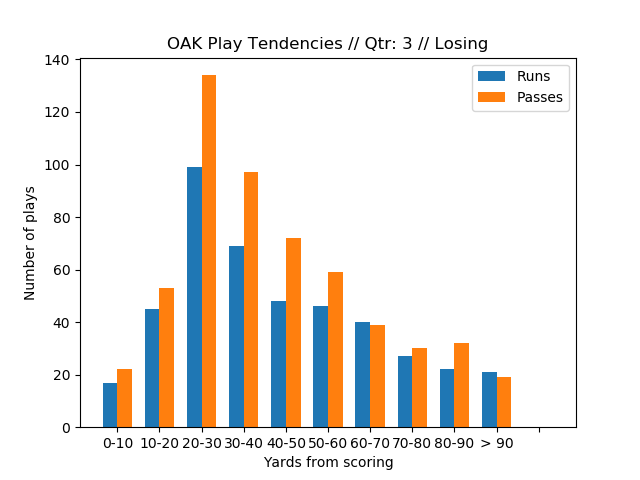 OAK Play Tendencies // Qtr: 3 // Losing
Runs
Passes
Number of plays
140
120
100
80
60
40
20
0
0-10 10-20 20-30 30-40 40-50 50-60 60-70 70-80 80-90 > 90
Yards from scoring